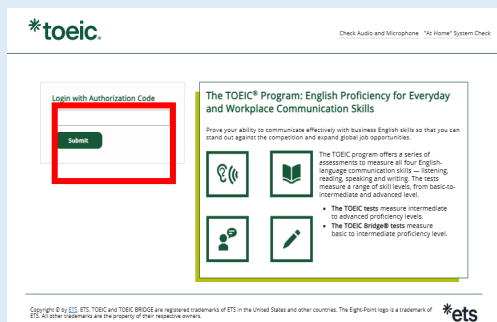 *toeic.
Check Audio and Microphone "At Home" System Check
Login with Authorization Code
Submit
The TOEIC® Program: English Proficiency for Everyday
and Workplace Communication Skills
Prove your ability to communicate effectively with business English skills so that you can
stand out against the competition and expand global job opportunities.
The TOEIC program offers a series of
assessments to measure all four English-
language communication skills — listening,
reading, speaking and writing. The tests
measure a range of skill levels, from basic-to-
intermediate and advanced level.
• The TOEIC tests measure intermediate
to advanced proficiency levels.
• The TOEIC Bridge® tests measure
basic to intermediate proficiency level.
Copyright © by ETS. ETS, TOEIC and TOEIC BRIDGE are registered trademarks of ETS in the United States and other countries. The Eight-Point logo is a trademark of
ETS. All other trademarks are the property of their respective owners.
*ets